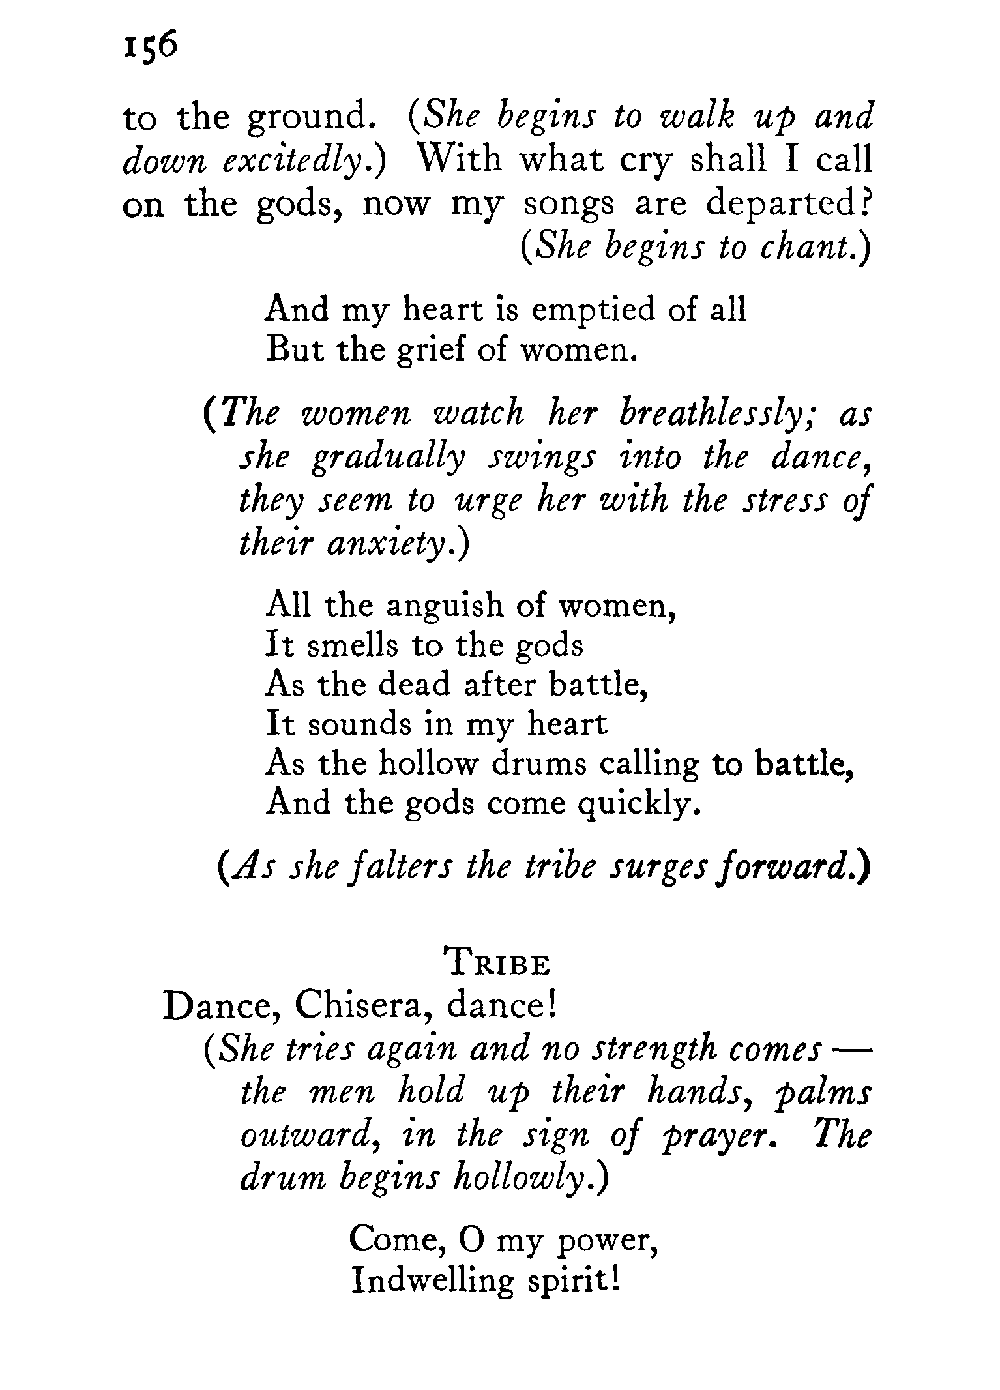 156
to the ground. (She begins to walk up and
down excitedly.) With what cry shall I call
on the gods, now my songs are departed?
(She begins to chant.)
And my heart is emptied of all
But the grief of women.
(The women watch her breathlessly; as
she gradually swings into the dance,
they seem to urge her with the stress of
their anxiety.)
All the anguish of women,
It smells to the gods
As the dead after battle,
It sounds in my heart
As the hollow drums calling to battle,
And the gods come quickly.
(As she falters the tribe surges forward.)
TRIBE
Dance, Chisera, dance!
(She tries again and no strength comes —
the men hold up their hands, palms
outward, in the sign of prayer. The
drum begins hollowly.)
Come, O my power,
Indwelling spirit!